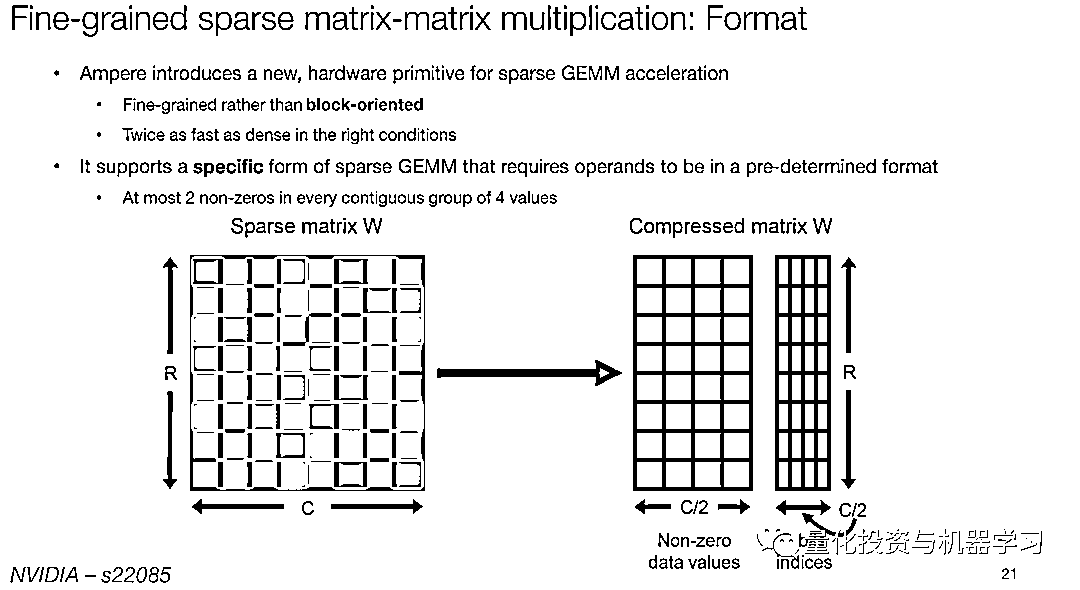 Fine-grained sparse matrix-matrix multiplication: Format
• Ampere introduces a new, hardware primitive for sparse GEMM acceleration
• Fine-grained rather than block-oriented
• Twice as fast as dense in the right conditions
• It supports a specific form of sparse GEMM that requires operands to be in a pre-determined format
• At most 2 non-zeros in every contiguous group of 4 values
Sparse matrix W
Compressed matrix W
R
R
C
C/2
C/2
Non-zero
data values
indices
量化投资与机器学习
NVIDIA – s22085
21